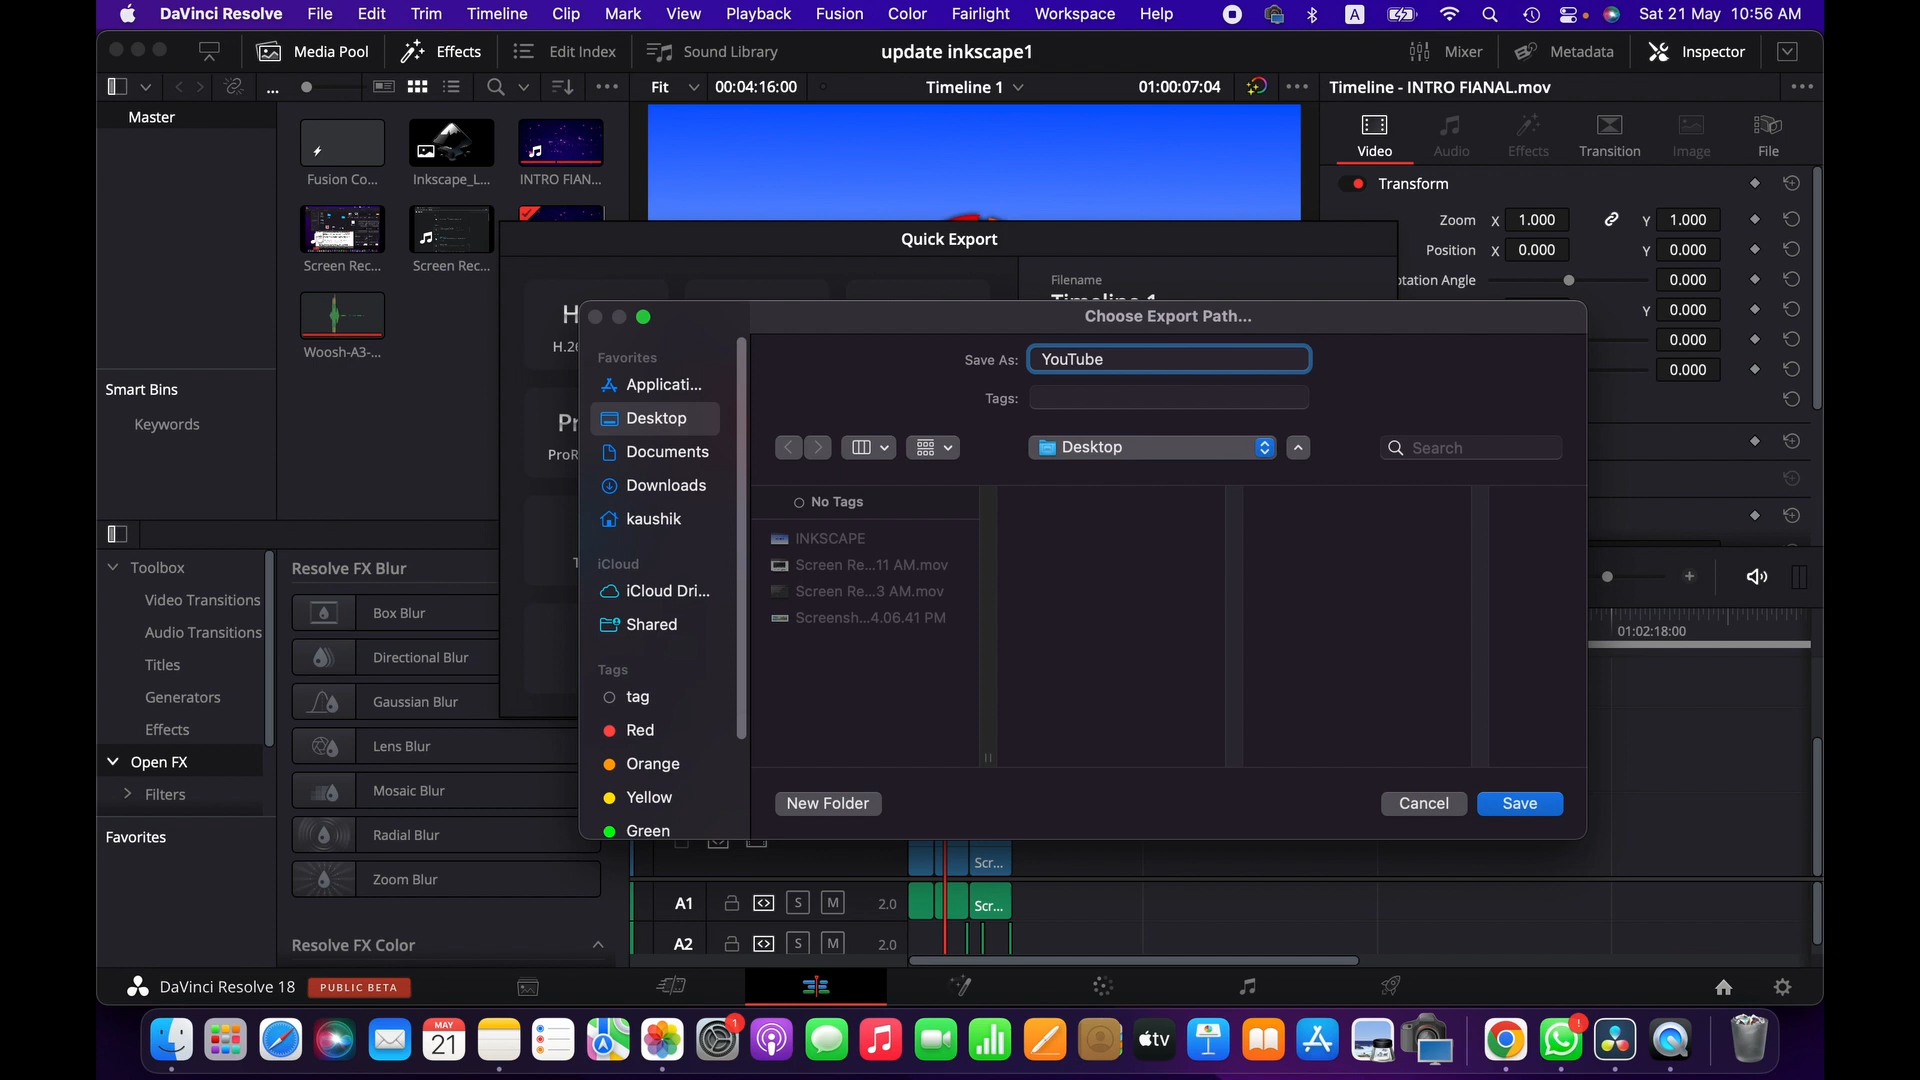 DaVinci Resolve File Edit Trim Timeline Clip Mark View Playback Fusion Color Fairlight Workspace Help A Sat 21 May 10:56 AM
Media Pool Effects Edit Index Sound Library update inkscape1 Mixer Metadata Inspector
... Fit 00:04:16:00 Timeline 1 01:00:07:04 Timeline - INTRO FIANAL.mov
Master
Fusion Co... Inkscape_L... INTRO FIAN...
Video Audio Effects Transition Image File
Transform
Zoom X 1.000 Y 1.000
Position X 0.000 Y 0.000
otation Angle 0.000
Y 0.000
0.000
0.000
Screen Rec... Screen Rec...
Woosh-A3-...
Smart Bins
Keywords
Quick Export
Filename
Timeline 1
H
H.26
Pr
ProR
Choose Export Path...
Save As: YouTube
Tags:
Desktop
Search
Favorites
Applicati...
Desktop
Documents
Downloads
kaushik
iCloud
iCloud Dri...
Shared
Tags
tag
Red
Orange
Yellow
Green
No Tags
INKSCAPE
Screen Re...11 AM.mov
Screen Re...3 AM.mov
Screensh...4.06.41 PM
New Folder Cancel Save
Toolbox
Video Transitions
Audio Transitions
Titles
Generators
Effects
Open FX
Filters
Favorites
Resolve FX Blur
Box Blur
Directional Blur
Gaussian Blur
Lens Blur
Mosaic Blur
Radial Blur
Zoom Blur
Resolve FX Color
01:02:18:00
Scr...
A1 S M 2.0 Scr...
A2 S M 2.0
DaVinci Resolve 18 PUBLIC BETA
MAY
21
1
tv
!